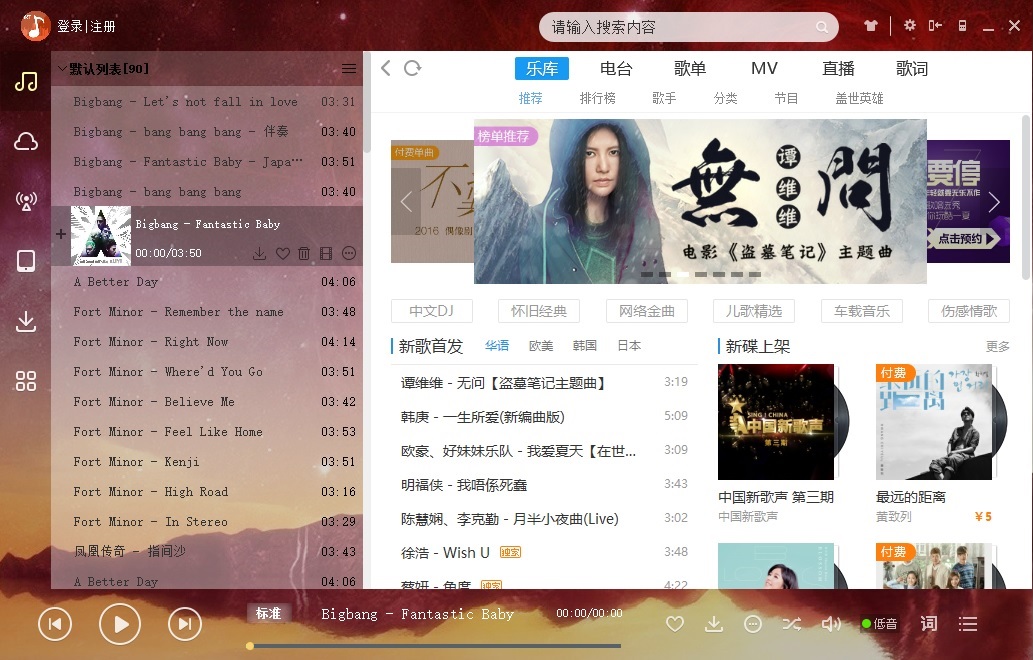 登录|注册
请输入搜索内容
默认列表[90]
Bigbang - Let's not fall in love 03:31
Bigbang - bang bang bang - 伴奏 03:40
Bigbang - Fantastic Baby - Japa… 03:51
Bigbang - bang bang bang 03:40
Bigbang - Fantastic Baby
00:00/03:50
A Better Day 04:06
Fort Minor - Remember the name 03:48
Fort Minor - Right Now 04:14
Fort Minor - Where'd You Go 03:51
Fort Minor - Believe Me 03:42
Fort Minor - Feel Like Home 03:53
Fort Minor - Kenji 03:51
Fort Minor - High Road 03:16
Fort Minor - In Stereo 03:29
凤凰传奇 - 指间沙 03:43
A Better Day 04:06
乐库 电台 歌单 MV 直播 歌词
推荐 排行榜 歌手 分类 节目 盖世英雄
付费单曲
2016 偶像剧
榜单推荐
無問
谭维维
电影《盗墓笔记》主题曲
要停
点击预约
中文DJ 怀旧经典 网络金曲 儿歌精选 车载音乐 伤感情歌
新歌首发 华语 欧美 韩国 日本
谭维维 - 无问【盗墓笔记主题曲】 3:19
韩庚 - 一生所爱(新编曲版) 5:09
欧豪、好妹妹乐队 - 我爱夏天【在世... 3:09
明福侠 - 我唔係死蠢 3:43
陈慧娴、李克勤 - 月半小夜曲(Live) 3:02
徐浩 - Wish U 独家 3:48
角度 独家 4:22
新碟上架 更多
SING! CHINA
中国新歌声
第三期
中国新歌声 第三期
中国新歌声
付费
最远的距离
黄致列 ¥5
付费
标准 Bigbang - Fantastic Baby 00:00/00:00
低音 词